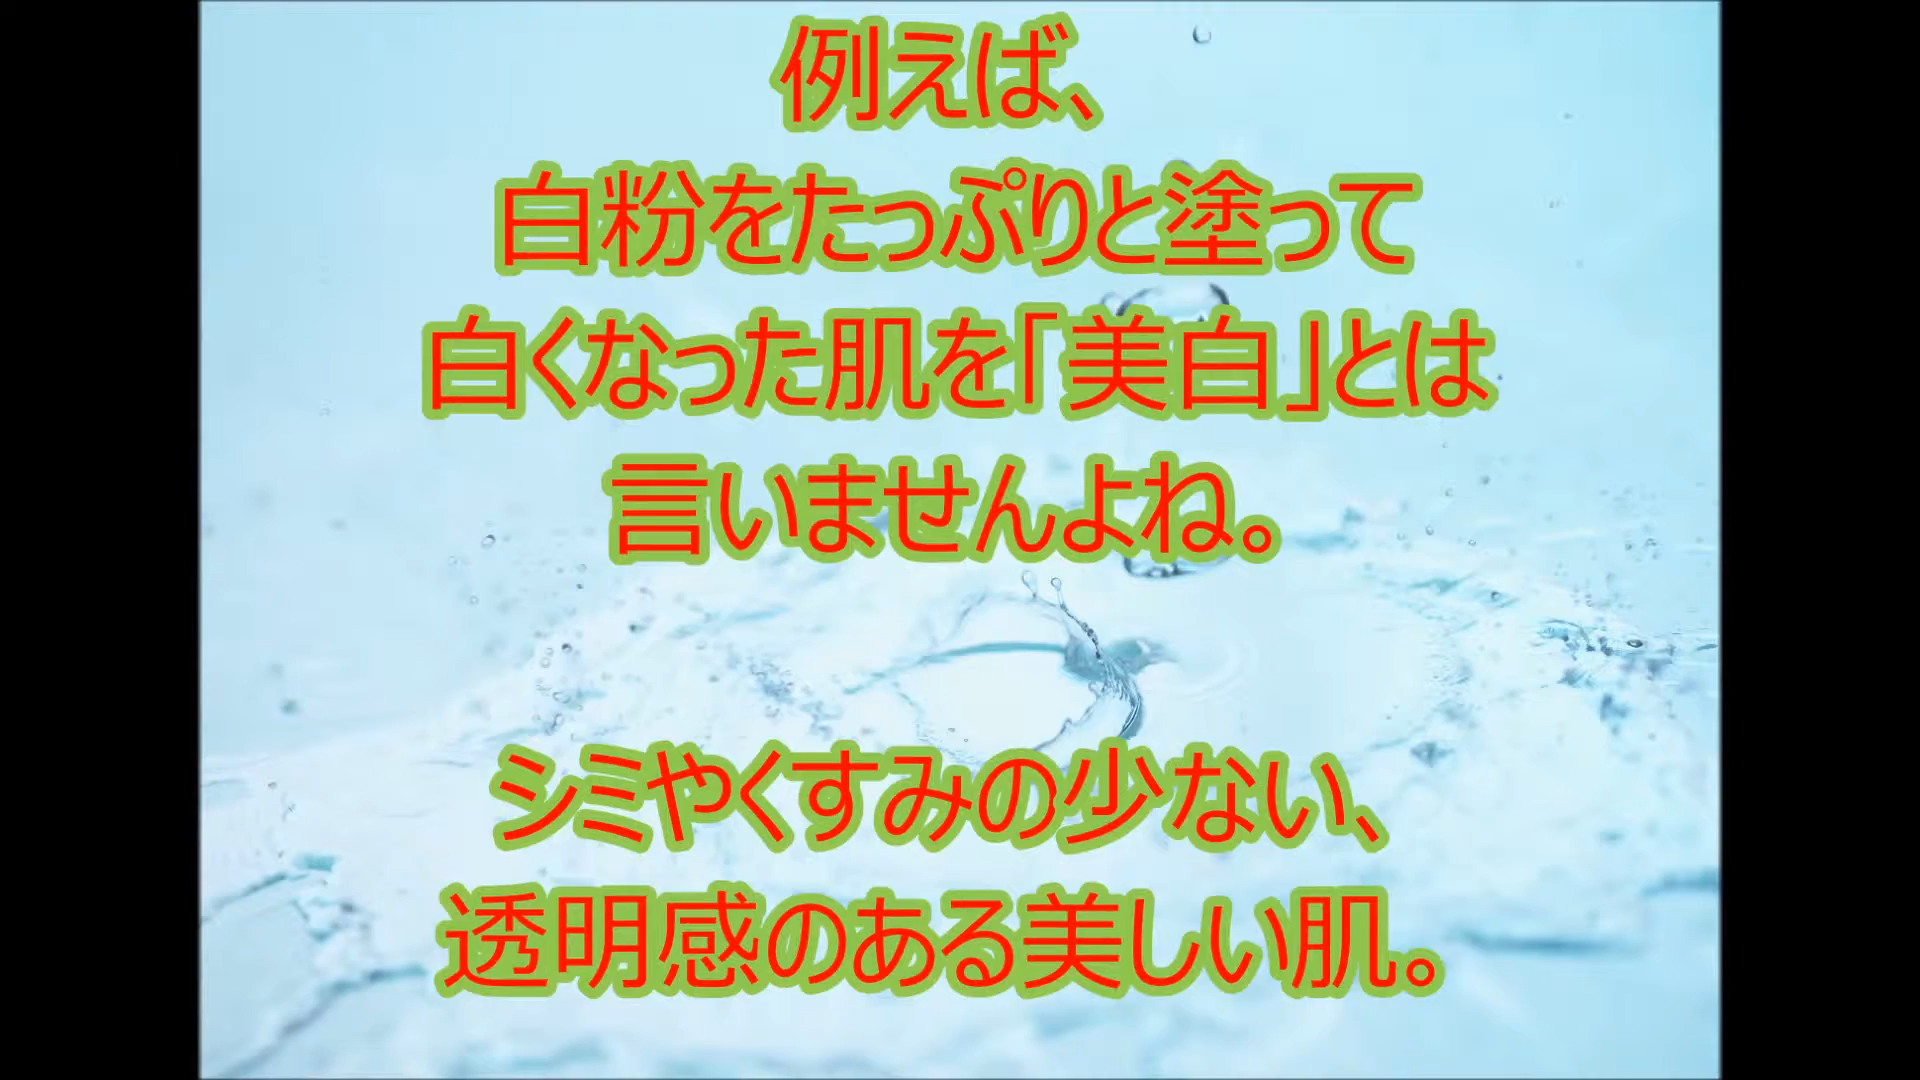 例えば、
白粉をたっぷりと塗って
白くなった肌を「美白」とは
言いませんよね。
シミやくすみの少ない、
透明感のある美しい肌。